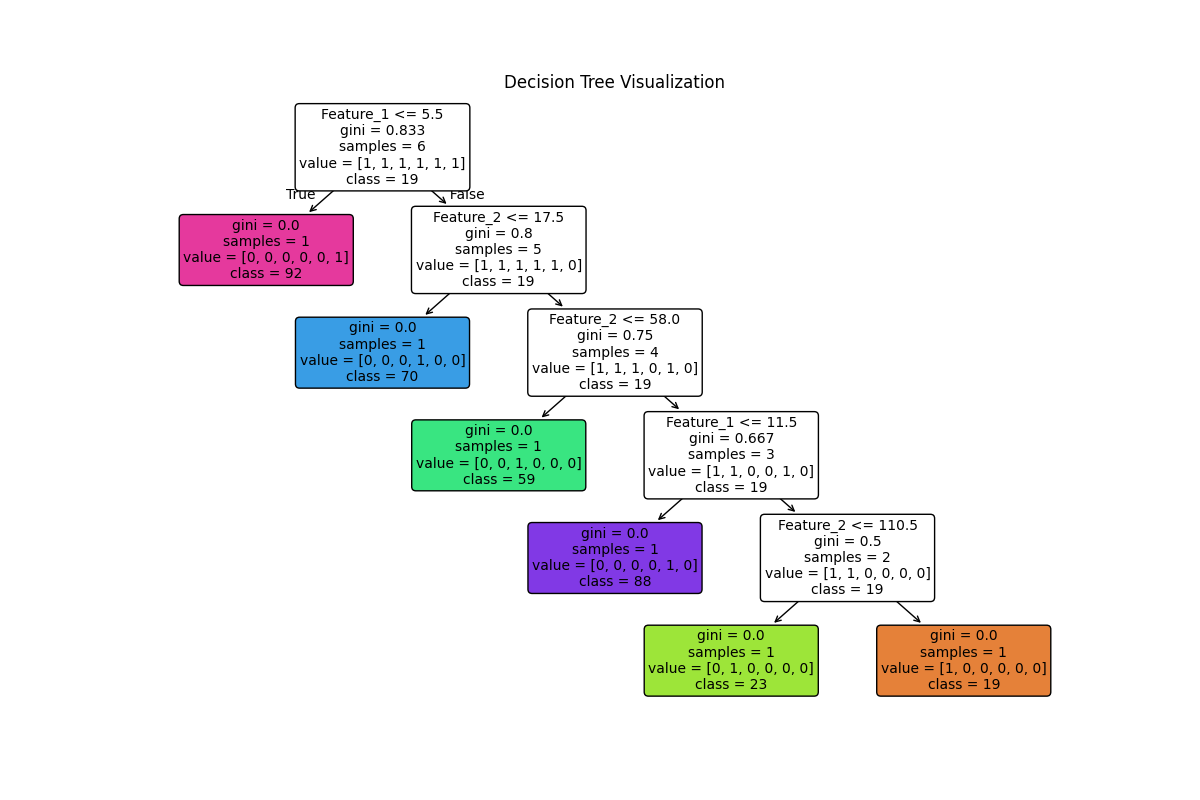 Decision Tree Visualization
Feature_1 <= 5.5
gini = 0.833
samples = 6
value = [1, 1, 1, 1, 1, 1]
class = 19
True
False
gini = 0.0
samples = 1
value = [0, 0, 0, 0, 0, 1]
class = 92
Feature_2 <= 17.5
gini = 0.8
samples = 5
value = [1, 1, 1, 1, 1, 0]
class = 19
gini = 0.0
samples = 1
value = [0, 0, 0, 1, 0, 0]
class = 70
Feature_2 <= 58.0
gini = 0.75
samples = 4
value = [1, 1, 1, 0, 1, 0]
class = 19
gini = 0.0
samples = 1
value = [0, 0, 1, 0, 0, 0]
class = 59
Feature_1 <= 11.5
gini = 0.667
samples = 3
value = [1, 1, 0, 0, 1, 0]
class = 19
gini = 0.0
samples = 1
value = [0, 0, 0, 0, 1, 0]
class = 88
Feature_2 <= 110.5
gini = 0.5
samples = 2
value = [1, 1, 0, 0, 0, 0]
class = 19
gini = 0.0
samples = 1
value = [0, 1, 0, 0, 0, 0]
class = 23
gini = 0.0
samples = 1
value = [1, 0, 0, 0, 0, 0]
class = 19